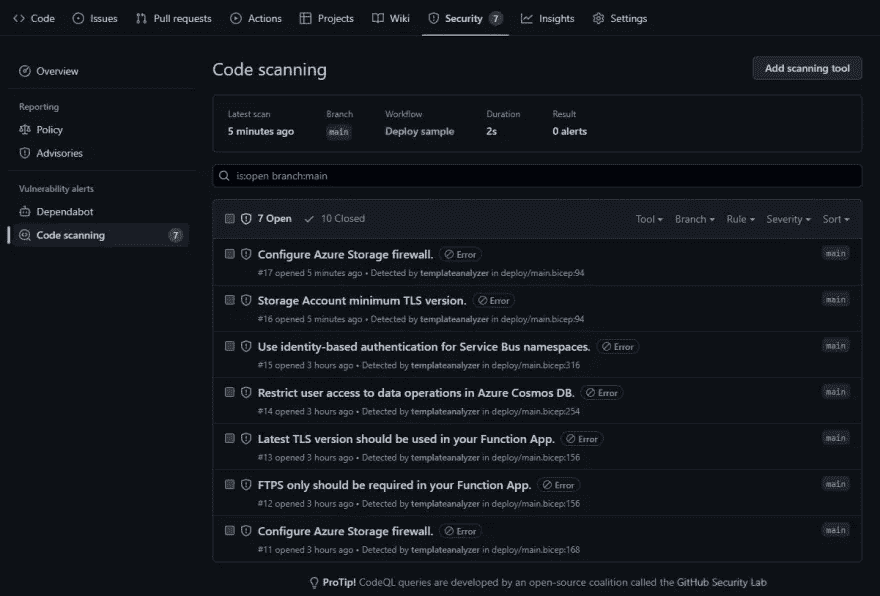 Code Issues Pull requests Actions Projects Wiki Security 7 Insights Settings
Overview
Reporting
Policy
Advisories
Vulnerability alerts
Dependabot
Code scanning 7
Code scanning
Add scanning tool
Latest scan Branch Workflow Duration Result
5 minutes ago main Deploy sample 2s 0 alerts
is:open branch:main
7 Open 10 Closed Tool Branch Rule Severity Sort
Configure Azure Storage firewall. Error main
#17 opened 5 minutes ago • Detected by templateanalyzer in deploy/main.bicep:94
Storage Account minimum TLS version. Error main
#16 opened 5 minutes ago • Detected by templateanalyzer in deploy/main.bicep:94
Use identity-based authentication for Service Bus namespaces. Error main
#15 opened 3 hours ago • Detected by templateanalyzer in deploy/main.bicep:316
Restrict user access to data operations in Azure Cosmos DB. Error main
#14 opened 3 hours ago • Detected by templateanalyzer in deploy/main.bicep:254
Latest TLS version should be used in your Function App. Error main
#13 opened 3 hours ago • Detected by templateanalyzer in deploy/main.bicep:156
FTPS only should be required in your Function App. Error main
#12 opened 3 hours ago • Detected by templateanalyzer in deploy/main.bicep:156
Configure Azure Storage firewall. Error main
#11 opened 3 hours ago • Detected by templateanalyzer in deploy/main.bicep:168
ProTip! CodeQL queries are developed by an open-source coalition called the GitHub Security Lab